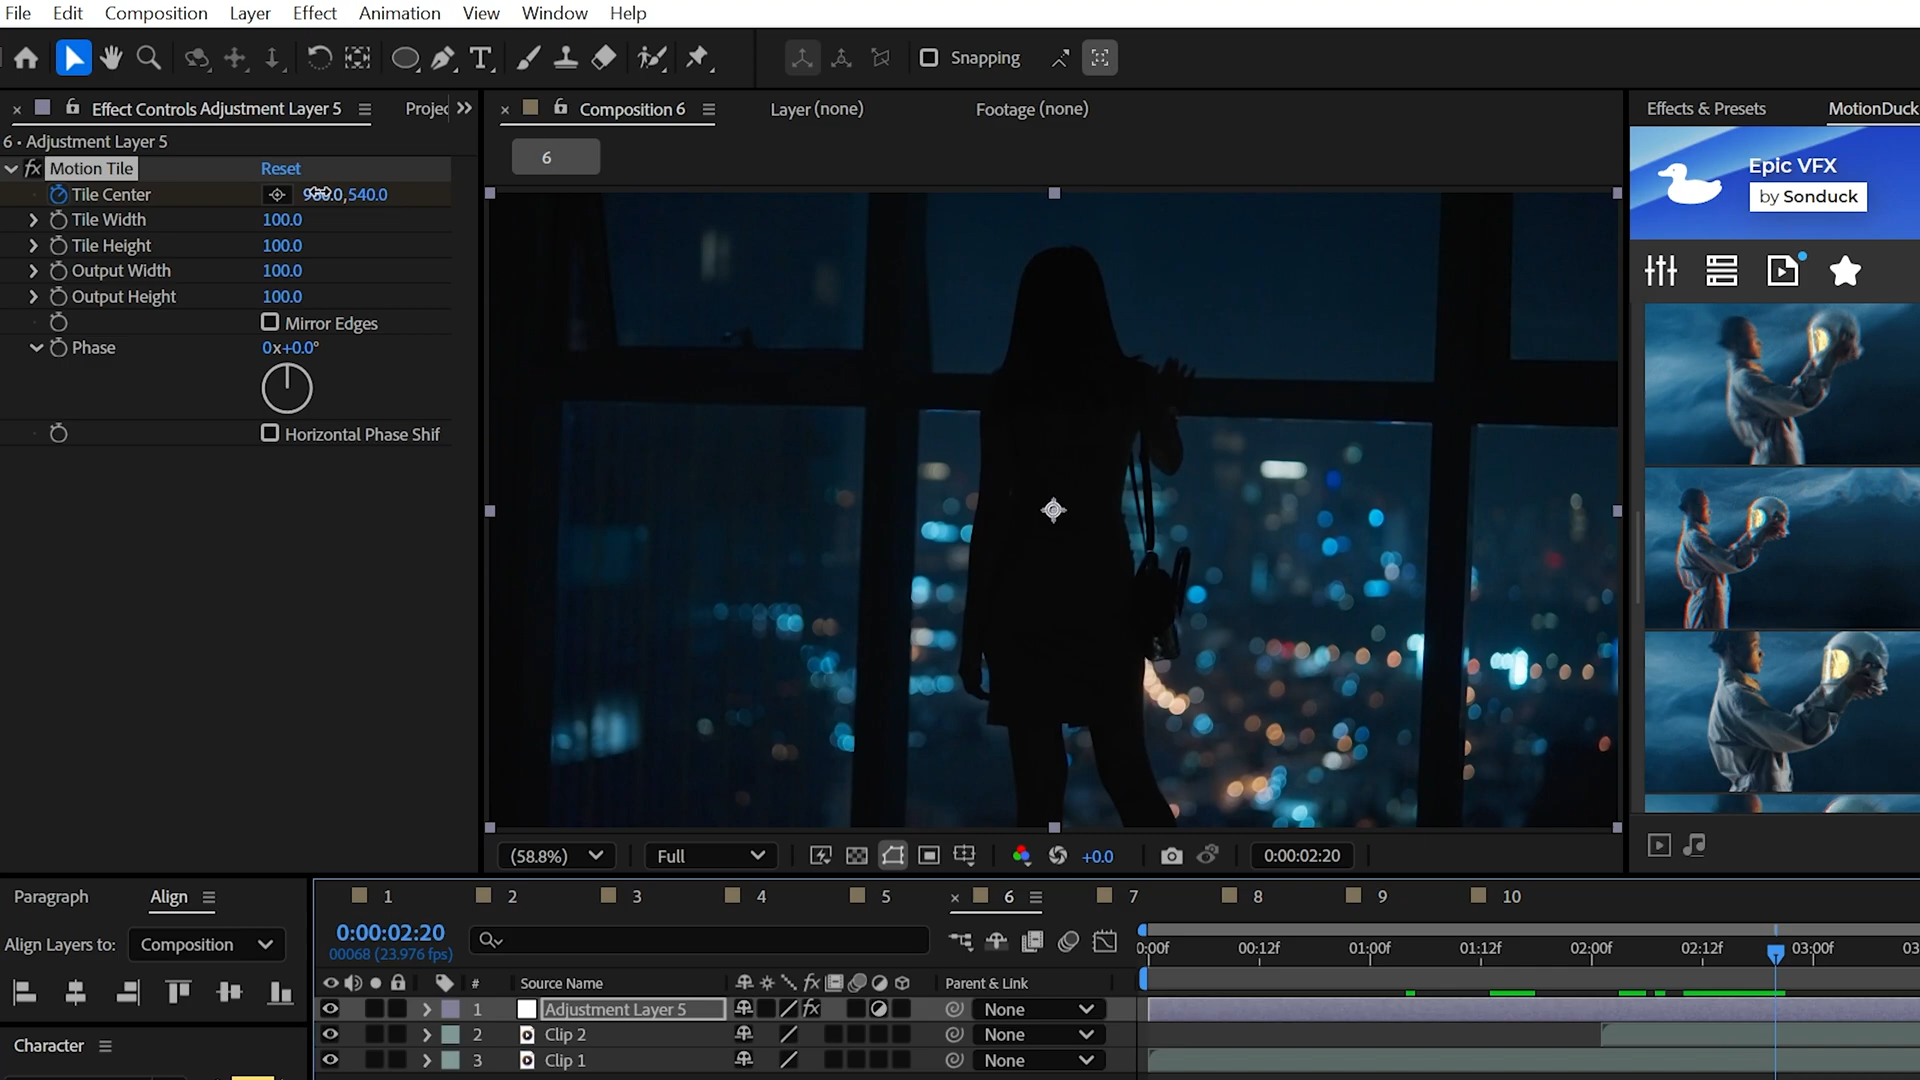 File Edit Composition Layer Effect Animation View Window Help
Snapping
Effect Controls Adjustment Layer 5
Projec
Composition 6
Layer (none)
Footage (none)
Effects & Presets
MotionDuck
6 • Adjustment Layer 5
6
fx Motion Tile Reset
Tile Center ,540.0
Tile Width 100.0
Tile Height 100.0
Output Width 100.0
Output Height 100.0
Mirror Edges
Phase 0x+0.0°
Horizontal Phase Shif
Epic VFX
by Sonduck
(58.8%)
Full
+0.0
0:00:02:20
Paragraph
Align
1 2 3 4 5 6 7 8 9 10
0:00:02:20
00068 (23.976 fps)
Align Layers to: Composition
0:00f 00:12f 01:00f 01:12f 02:00f 02:12f 03:00f 03
# Source Name fx Parent & Link
1 Adjustment Layer 5 fx None
2 Clip 2 None
3 Clip 1 None
Character